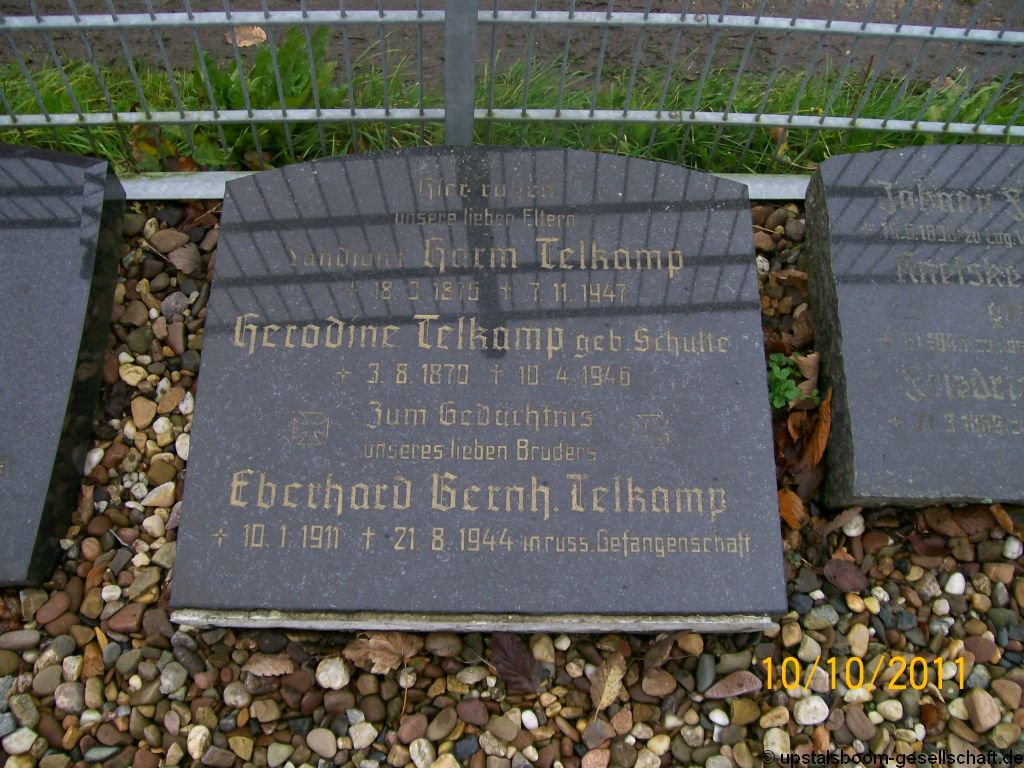 Hier ruhen
unsere lieben Eltern
Landwirt Harm Telkamp
18. 3. 1875 † 7. 11. 1947
Herodine Telkamp geb. Schulte
3. 8. 1870 † 10. 4. 1946
Zum Gedächtnis
unseres lieben Bruders
Eberhard Bernh. Telkamp
10. 1. 1911 † 21. 8. 1944 in russ. Gefangenschaft
Johann
Friedri
10/10/2011
© upstalsboom-gesellschaft.de